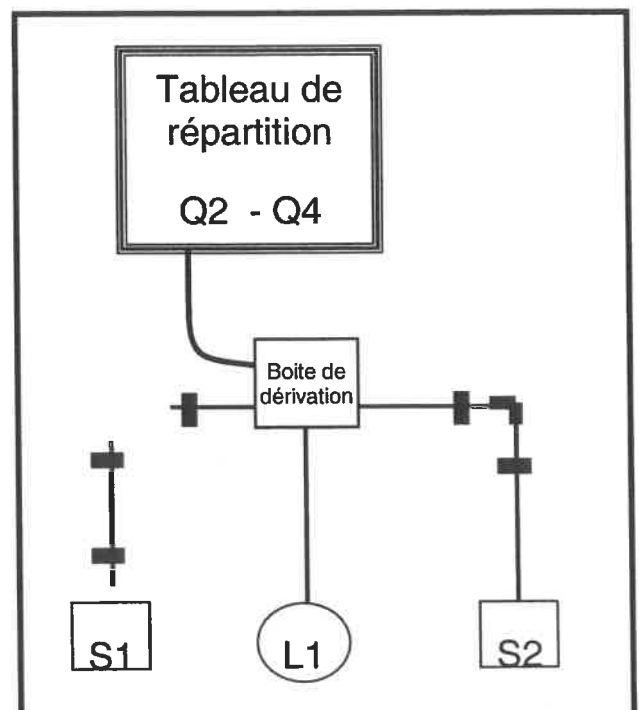 Tableau de
répartition
Q2 - Q4
Boite de
dérivation
S1
L1
S2